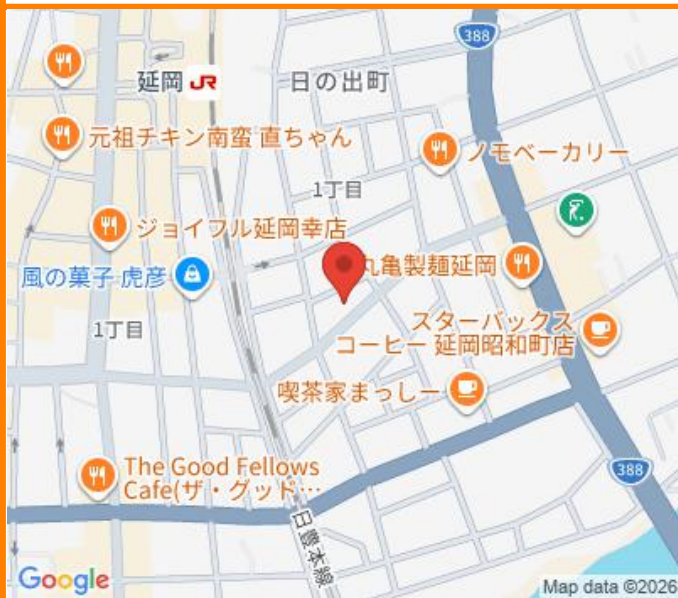 388
延岡 JR
日の出町
元祖チキン南蛮 直ちゃん
ノモベーカリー
1丁目
ジョイフル延岡幸店
丸亀製麺延岡
風の菓子 虎彦
1丁目
スターバックス
コーヒー 延岡昭和町店
喫茶家まっしー
The Good Fellows
Cafe(ザ・グッド…
388
日豊本線
Google
Map data ©2026